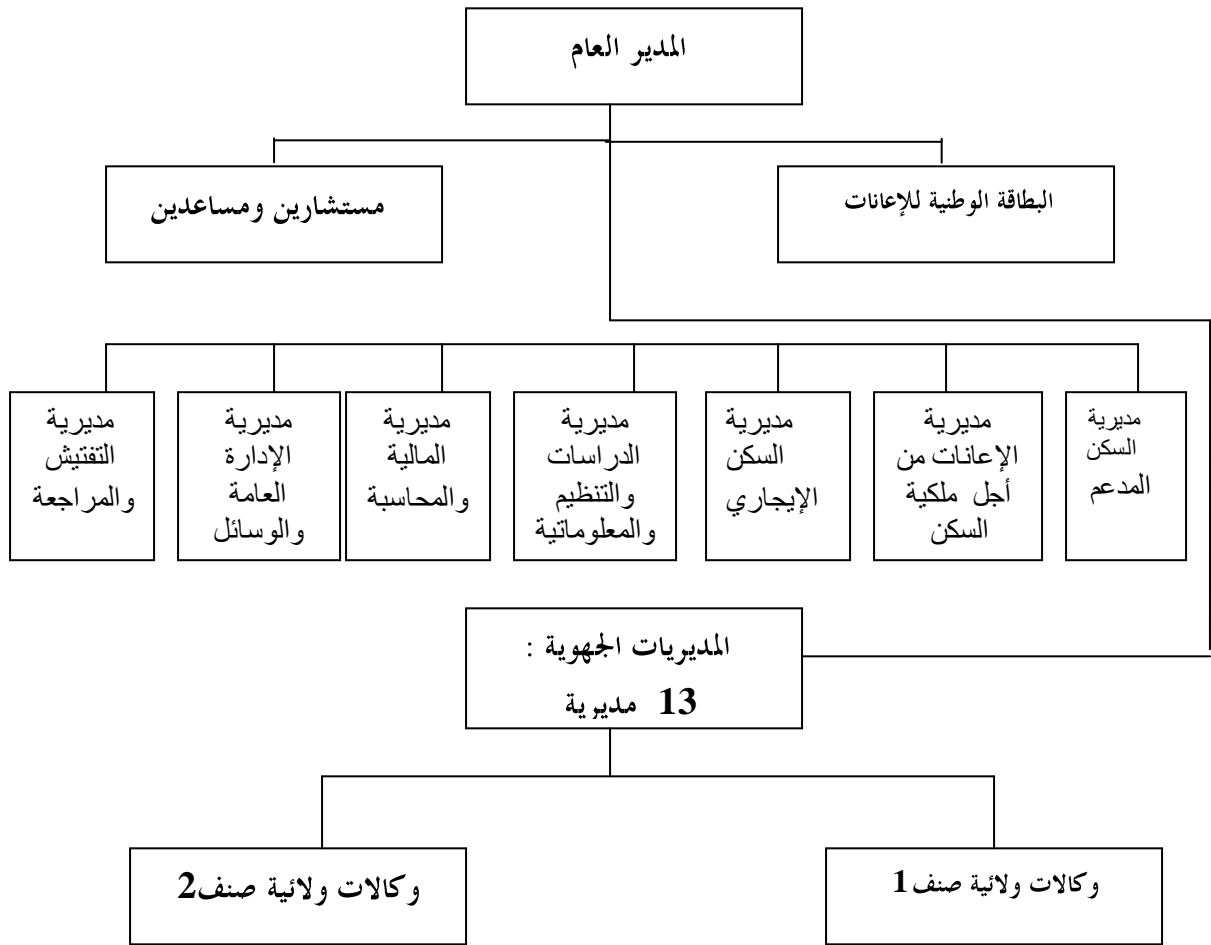 المدير العام
البطاقة الوطنية للإعانات
مستشارين ومساعدين
مديرية
السكن
المدعم
مديرية
الإعانات من
أجل ملكية
السكن
مديرية
السكن
الإيجاري
مديرية
الدراسات
والتنظيم
والمعلوماتية
مديرية
المالية
والمحاسبة
مديرية
الإدارة
العامة
والوسائل
مديرية
التفتيش
والمراجعة
المديريات الجهوية :
13 مديرية
وكالات ولائية صنف1
وكالات ولائية صنف2